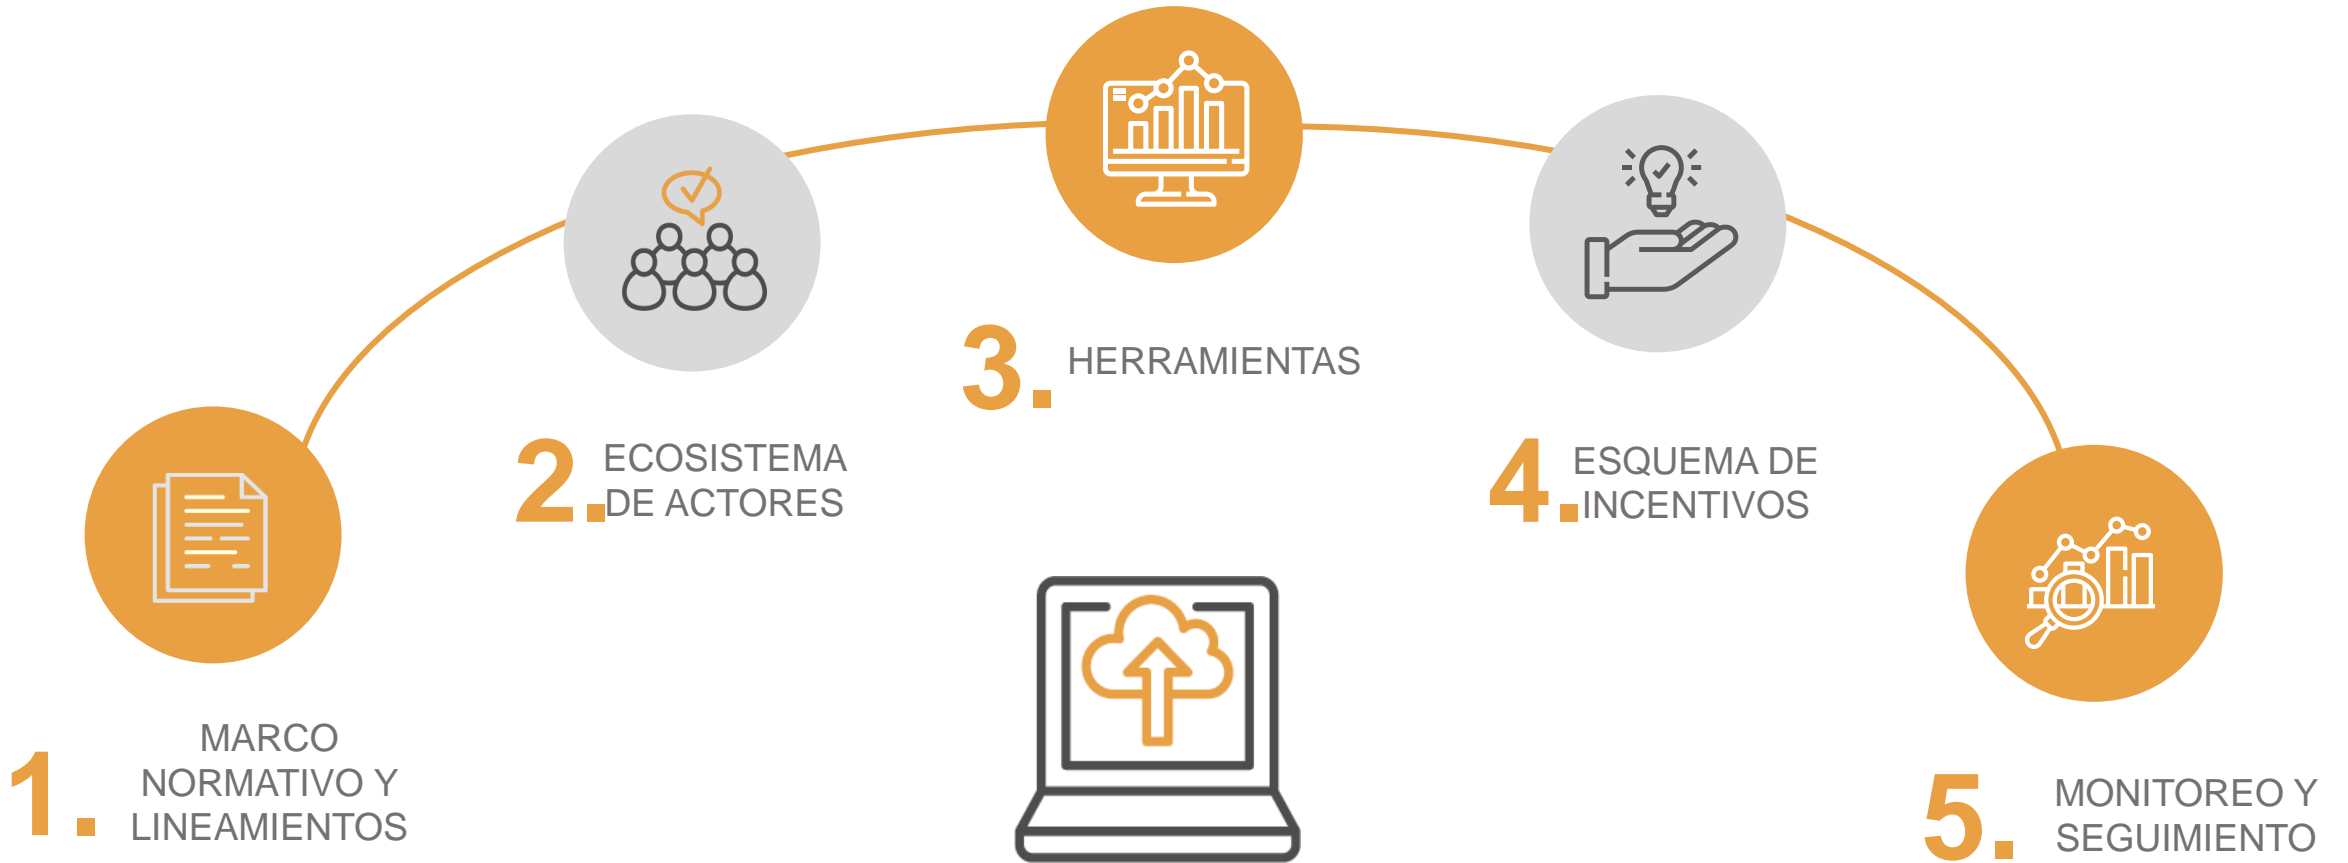 1.
MARCO
NORMATIVO Y
LINEAMIENTOS
2.
ECOSISTEMA
DE ACTORES
3.
HERRAMIENTAS
4.
ESQUEMA DE
INCENTIVOS
5.
MONITOREO Y
SEGUIMIENTO